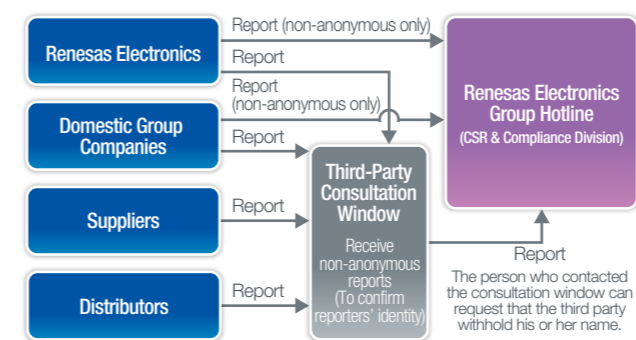 Report (non-anonymous only)
Renesas Electronics
Report
Report
(non-anonymous only)
Renesas Electronics
Group Hotline
(CSR & Compliance Division)
Domestic Group
Companies
Report
Third-Party
Consultation
Window
Suppliers
Report
Receive
non-anonymous
reports
(To confirm
reporters' identity)
Report
Distributors
Report
The person who contacted
the consultation window can
request that the third party
withhold his or her name.